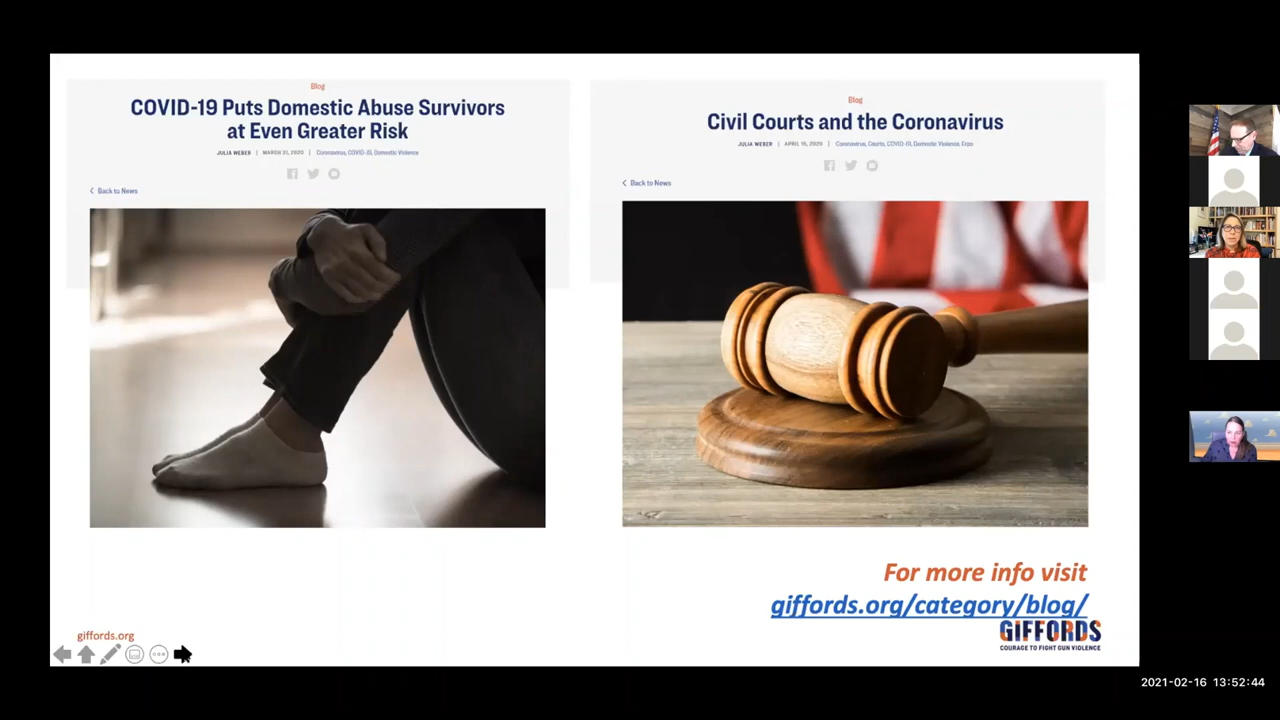 Blog
COVID-19 Puts Domestic Abuse Survivors
at Even Greater Risk
JULIA WEBER | MARCH 31, 2020 | Coronavirus, COVID-19, Domestic Violence
Back to News
Blog
Civil Courts and the Coronavirus
JULIA WEBER | APRIL 15, 2020 | Coronavirus, Courts, COVID-19, Domestic Violence, Erpo
Back to News
For more info visit
giffords.org/category/blog/
GIFFORDS
COURAGE TO FIGHT GUN VIOLENCE
giffords.org
2021-02-16 13:52:44